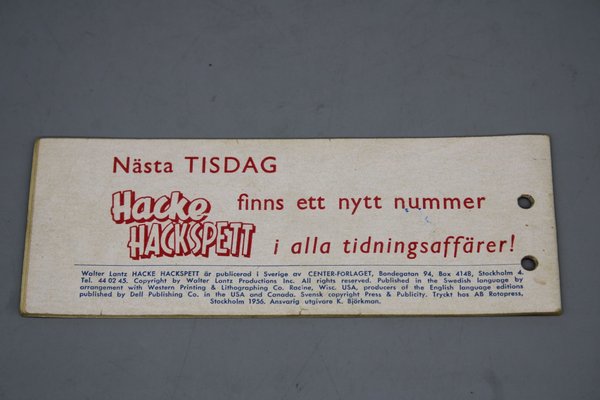 Nästa TISDAG
Hacke finns ett nytt nummer
HACKSPETT i alla tidningsaffärer!
Walter Lantz HACKE HACKSPETT är publicerad i Sverige av CENTER-FÖRLAGET, Bondegatan 94, Box 4148, Stockholm 4.
Tel. 44 02 45. Copyright by Walter Lantz Productions Inc. All rights reserved. Published in the Swedish language by
arrangement with Western Printing & Lithographing Co. Racine, Wisc. USA, producers of the English language editions
published by Dell Publishing Co. in the USA and Canada. Svensk copyright Press & Publicity. Tryckt hos AB Rotopress,
Stockholm 1956. Ansvarig utgivare K. Björkman.